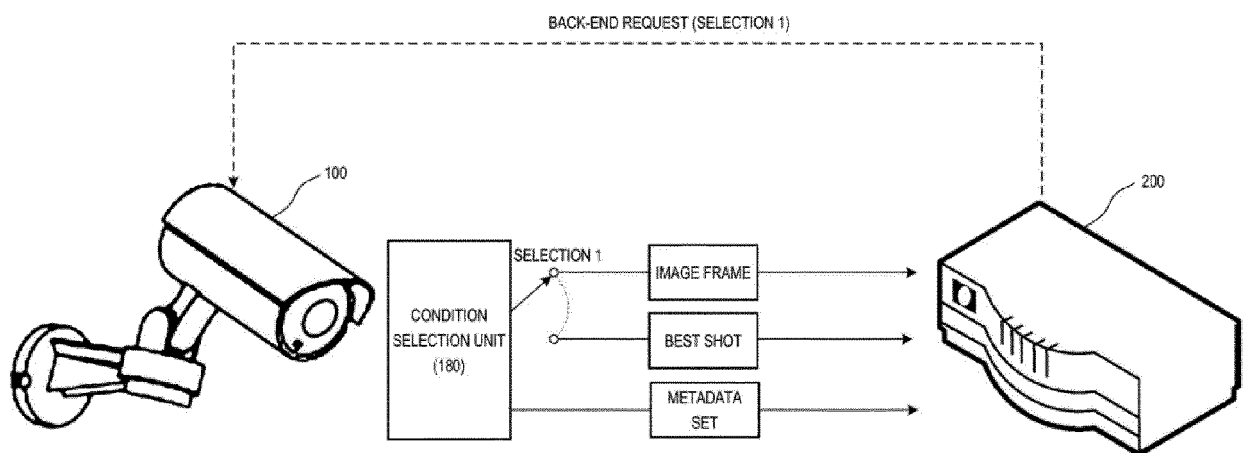 BACK-END REQUEST (SELECTION 1)
100
200
SELECTION 1
IMAGE FRAME
CONDITION
SELECTION UNIT
(180)
BEST SHOT
METADATA
SET